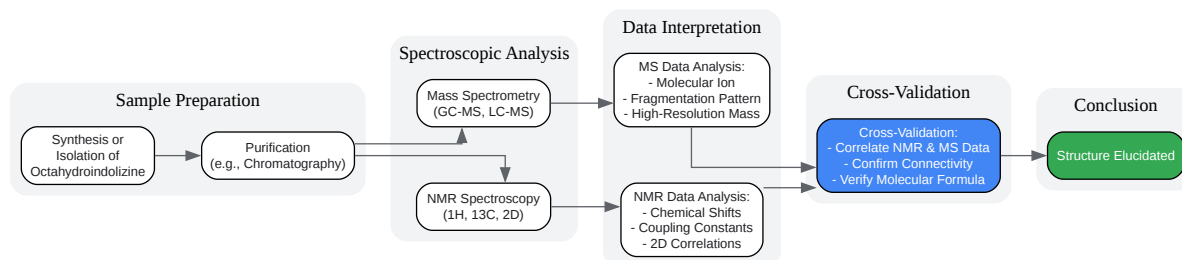 Sample Preparation
Synthesis or
Isolation of
Octahydroindolizine
Purification
(e.g., Chromatography)
Spectroscopic Analysis
Mass Spectrometry
(GC-MS, LC-MS)
NMR Spectroscopy
(1H, 13C, 2D)
Data Interpretation
MS Data Analysis:
- Molecular Ion
- Fragmentation Pattern
- High-Resolution Mass
NMR Data Analysis:
- Chemical Shifts
- Coupling Constants
- 2D Correlations
Cross-Validation
Cross-Validation:
- Correlate NMR & MS Data
- Confirm Connectivity
- Verify Molecular Formula
Conclusion
Structure Elucidated